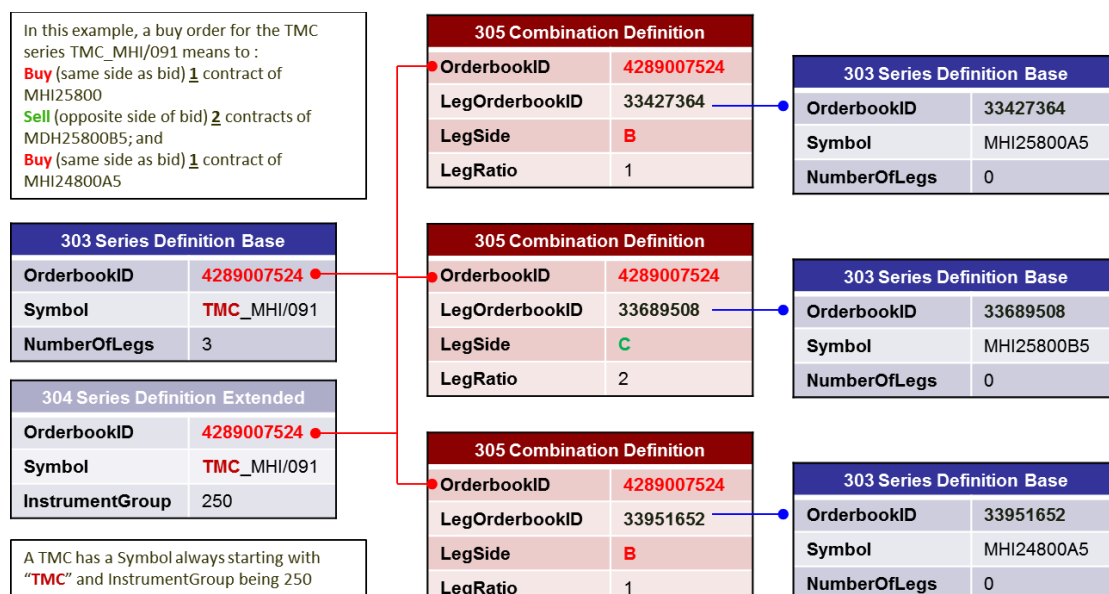 In this example, a buy order for the TMC
series TMC_MHI/091 means to :
Buy (same side as bid) 1 contract of
MHI25800
Sell (opposite side of bid) 2 contracts of
MDH25800B5; and
Buy (same side as bid) 1 contract of
MHI24800A5
303 Series Definition Base
OrderbookID 4289007524
Symbol TMC_MHI/091
NumberOfLegs 3
304 Series Definition Extended
OrderbookID 4289007524
Symbol TMC_MHI/091
InstrumentGroup 250
A TMC has a Symbol always starting with
“TMC” and InstrumentGroup being 250
305 Combination Definition
OrderbookID 4289007524
LegOrderbookID 33427364
LegSide B
LegRatio 1
305 Combination Definition
OrderbookID 4289007524
LegOrderbookID 33689508
LegSide C
LegRatio 2
305 Combination Definition
OrderbookID 4289007524
LegOrderbookID 33951652
LegSide B
LegRatio 1
303 Series Definition Base
OrderbookID 33427364
Symbol MHI25800A5
NumberOfLegs 0
303 Series Definition Base
OrderbookID 33689508
Symbol MHI25800B5
NumberOfLegs 0
303 Series Definition Base
OrderbookID 33951652
Symbol MHI24800A5
NumberOfLegs 0